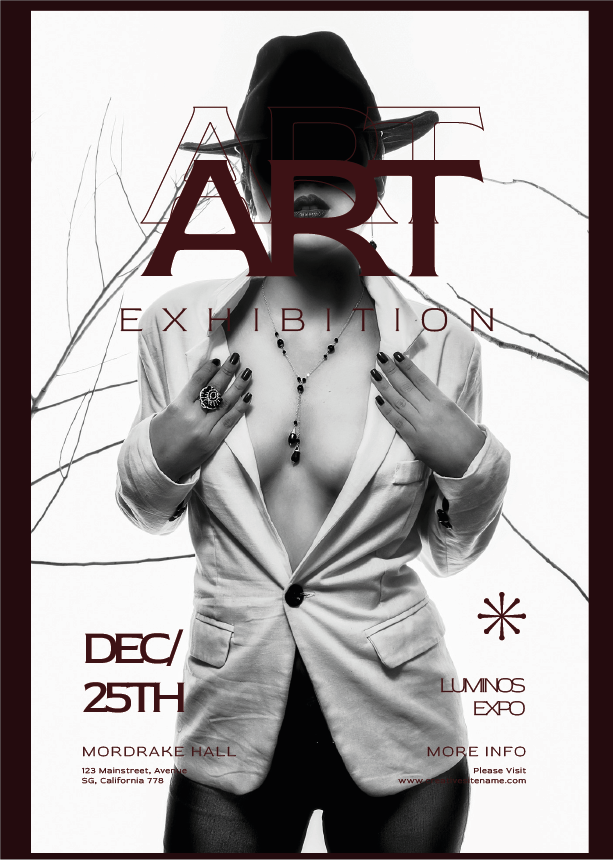 ART
ART
EXHIBITION
DEC/
25TH
LUMINOS
EXPO
MORDRAKE HALL
123 Mainstreet, Avenue
SG, California 778
MORE INFO
Please Visit